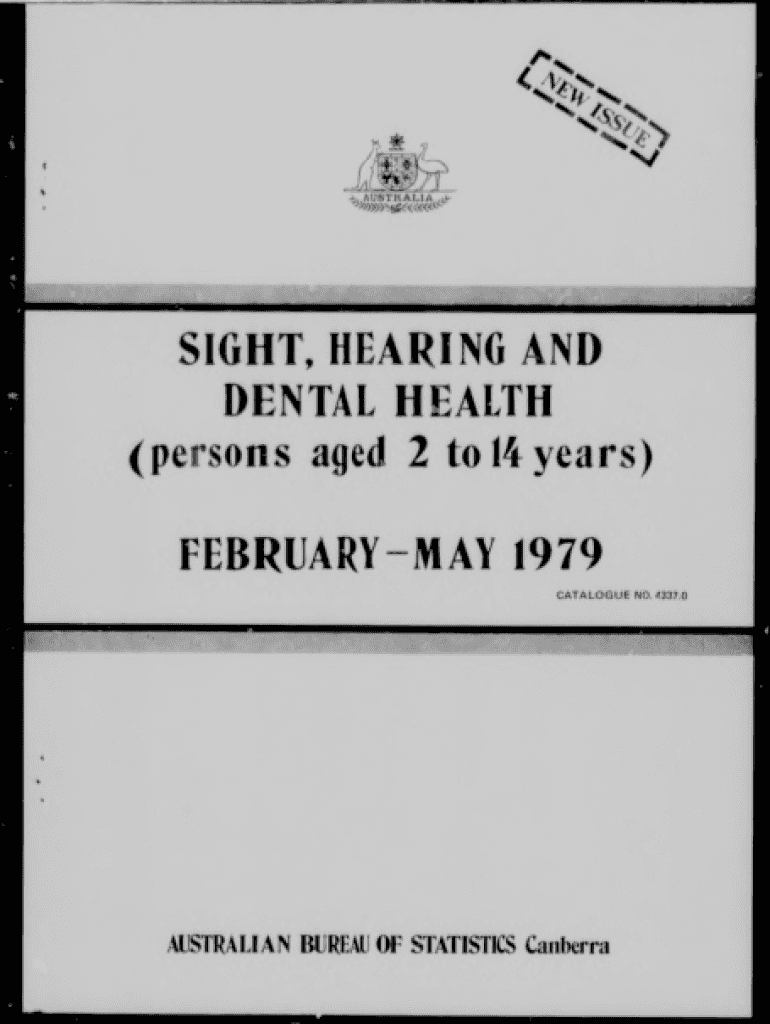 NEW ISSUE
AUSTRALIA
SIGHT, HEARING AND
DENTAL HEALTH
(persons aged 2 to 14 years)
FEBRUARY-MAY 1979
CATALOGUE NO. 4337.0
AUSTRALIAN BUREAU OF STATISTICS Canberra